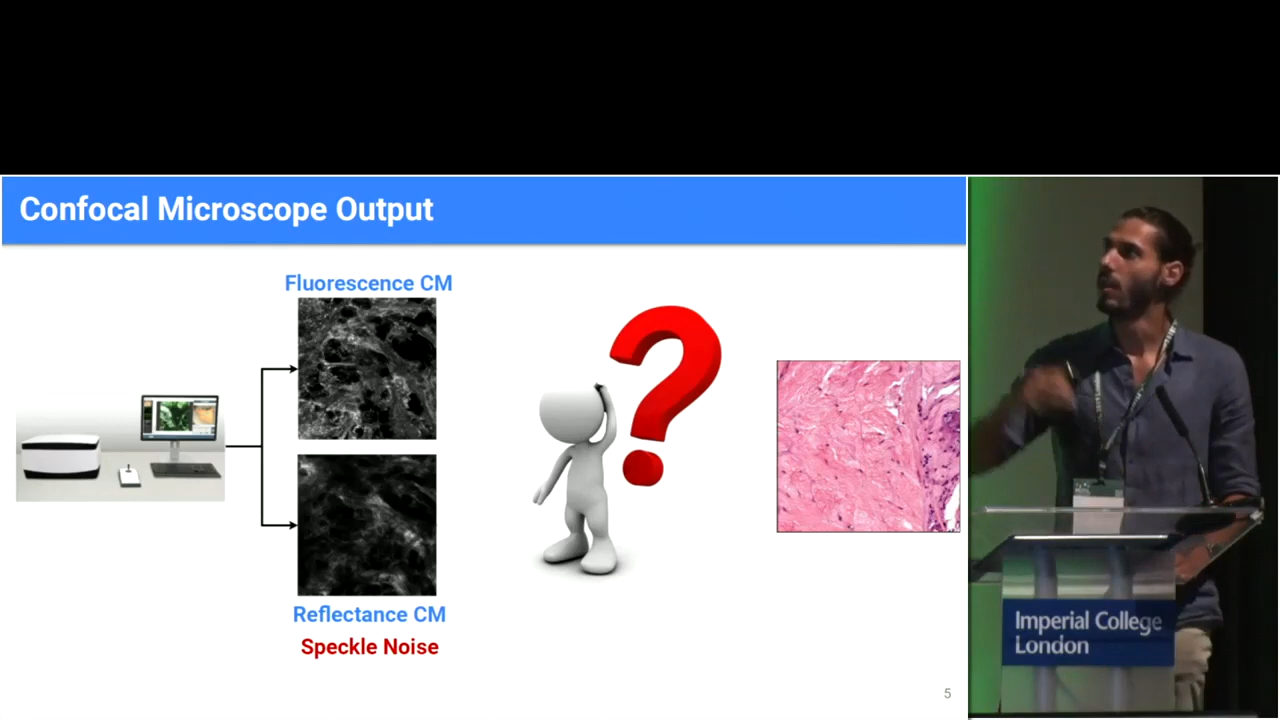 Confocal Microscope Output
Fluorescence CM
Reflectance CM
Speckle Noise
5
Imperial College
London